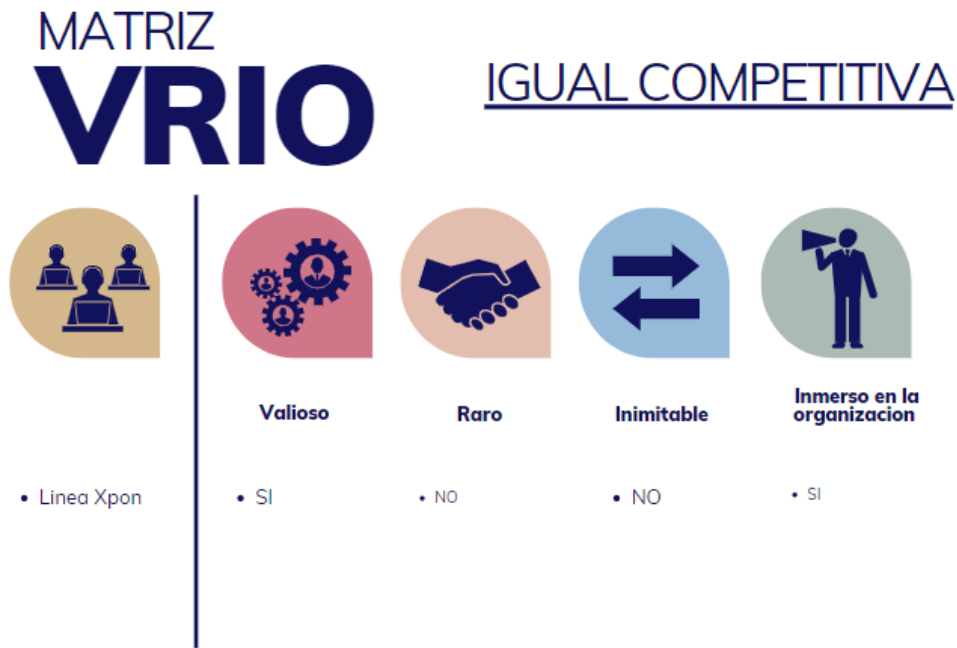 MATRIZ
VRIO
IGUAL COMPETITIVA
Valioso
Raro
Inimitable
Inmerso en la
organizacion
• Linea Xpon
• SI
• NO
• NO
• SI